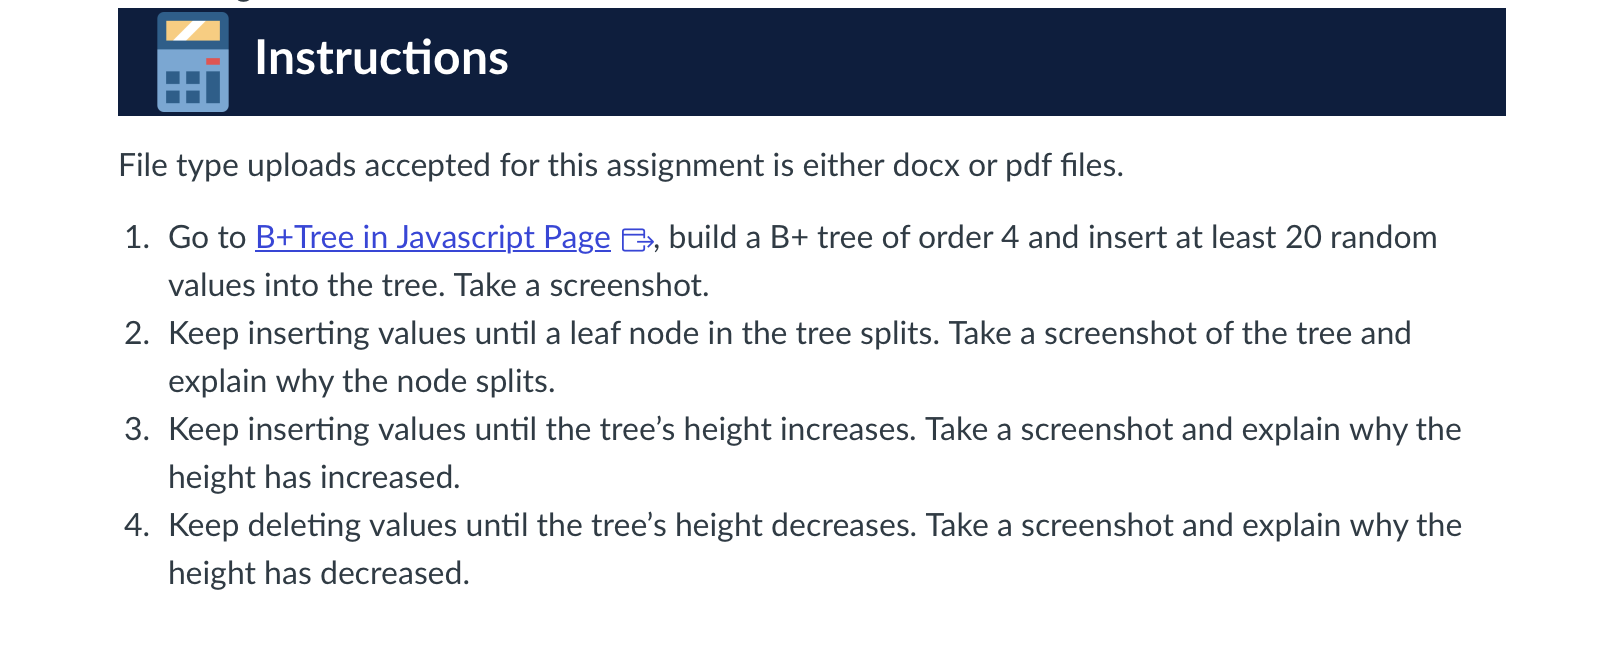 Instructions
File type uploads accepted for this assignment is either docx or pdf files.
1. Go to B+Tree in Javascript Page, build a B+ tree of order 4 and insert at least 20 random
values into the tree. Take a screenshot.
2. Keep inserting values until a leaf node in the tree splits. Take a screenshot of the tree and
explain why the node splits.
3. Keep inserting values until the tree’s height increases. Take a screenshot and explain why the
height has increased.
4. Keep deleting values until the tree’s height decreases. Take a screenshot and explain why the
height has decreased.